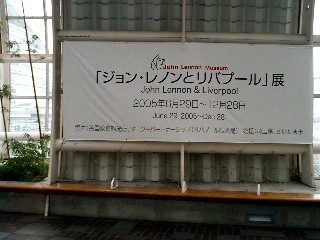 John Lennon Museum
「ジョン・レノンとリバプール」展
John Lennon & Liverpool
2005年6月29日〜12月28日
June 29, 2005〜Dec 28